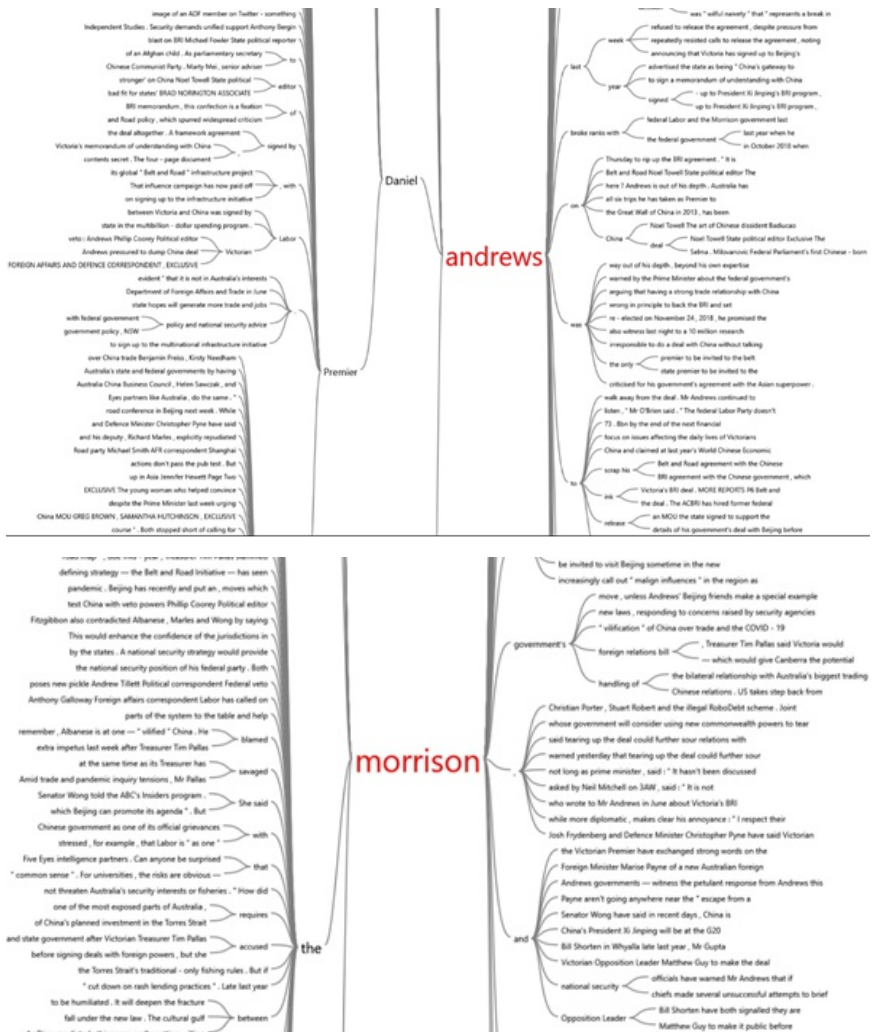 image of an ADF member on Twitter – something
Independent Studies . Security demands unified support Anthony Bergin
blast on BRI Michael Fowler State political reporter
of an Afghan child . As parliamentary secretary
Chinese Communist Party . Marty Mei , senior adviser
to
stronger' on China Noel Towell State political
bad fit for states' BRAD NORINGTON ASSOCIATE
editor
BRI memorandum , this confection is a fixation
and Road policy , which spurred widespread criticism
of
the deal altogether . A framework agreement
Victoria's memorandum of understanding with China
contents secret . The four – page document
,
signed by
its global " Belt and Road " infrastructure project
That influence campaign has now paid off
on signing up to the infrastructure initiative
, with
between Victoria and China was signed by
state in the multibillion – dollar spending program .
veto : Andrews Phillip Coorey Political editor
Andrews pressured to dump China deal
FOREIGN AFFAIRS AND DEFENCE CORRESPONDENT , EXCLUSIVE
Victorian
Labor
evident " that it is not in Australia's interests
Department of Foreign Affairs and Trade in June
state hopes will generate more trade and jobs
with federal government
government policy , NSW
policy and national security advice
to sign up to the multinational infrastructure initiative
.
over China trade Benjamin Preiss , Kirsty Needham
Australia's state and federal governments by having
Australia China Business Council , Helen Sawczak , and
Eyes partners like Australia , do the same . "
road conference in Beijing next week . While
and Defence Minister Christopher Pyne have said
and his deputy , Richard Marles , explicitly repudiated
Road party Michael Smith AFR correspondent Shanghai
actions don't pass the pub test . But
up in Asia Jennifer Hewett Page Two
EXCLUSIVE The young woman who helped convince
despite the Prime Minister last week urging
China MOU GREG BROWN , SAMANTHA HUTCHINSON , EXCLUSIVE
course " . Both stopped short of calling for
Premier
Daniel
andrews
was " wilful naivety " that " represents a break in
last
week
refused to release the agreement , despite pressure from
repeatedly resisted calls to release the agreement , noting
announcing that Victoria has signed up to Beijing's
year
advertised the state as being " China's gateway to
to sign a memorandum of understanding with China
signed
- up to President Xi Jinping's BRI program ,
up to President Xi Jinping's BRI program ,
broke ranks with
federal Labor and the Morrison government last
the federal government
last year when he
in October 2018 when
on
Thursday to rip up the BRI agreement . " It is
Belt and Road Noel Towell State political editor The
here ? Andrews is out of his depth . Australia has
all six trips he has taken as Premier to
the Great Wall of China in 2013 , has been
China
Noel Towell The art of Chinese dissident Badiucao
deal
Noel Towell State political editor Exclusive The
Selma . Milovanovic Federal Parliament's first Chinese – born
was
way out of his depth , beyond his own expertise
warned by the Prime Minister about the federal government's
arguing that having a strong trade relationship with China
wrong in principle to back the BRI and set
re – elected on November 24 , 2018 , he promised the
also witness last night to a 10 million research
irresponsible to do a deal with China without talking
the only
premier to be invited to the belt
state premier to be invited to the
criticised for his government's agreement with the Asian superpower .
to
walk away from the deal . Mr Andrews continued to
listen , " Mr O'Brien said . " The federal Labor Party doesn't
73 . 8bn by the end of the next financial
focus on issues affecting the daily lives of Victorians
China and claimed at last year's World Chinese Economic
scrap his
Belt and Road agreement with the Chinese
BRI agreement with the Chinese government , which
ink
Victoria's BRI deal . MORE REPORTS P6 Belt and
the deal . The ACBRI has hired former federal
release
an MOU the state signed to support the
details of his government's deal with Beijing before
defining strategy — the Belt and Road Initiative — has seen
pandemic . Beijing has recently and put an , moves which
test China with veto powers Phillip Coorey Political editor
Fitzgibbon also contradicted Albanese , Marles and Wong by saying
This would enhance the confidence of the jurisdictions in
by the states . A national security strategy would provide
the national security position of his federal party . Both
poses new pickle Andrew Tillett Political correspondent Federal veto
Anthony Galloway Foreign affairs correspondent Labor has called on
parts of the system to the table and help
remember , Albanese is at one — " vilified " China . He
extra impetus last week after Treasurer Tim Pallas
blamed
at the same time as its Treasurer has
Amid trade and pandemic inquiry tensions , Mr Pallas
savaged
Senator Wong told the ABC's Insiders program .
which Beijing can promote its agenda " . But
She said
Chinese government as one of its official grievances
stressed , for example , that Labor is " as one "
with
Five Eyes intelligence partners . Can anyone be surprised
" common sense " . For universities , the risks are obvious —
that
not threaten Australia's security interests or fisheries . " How did
one of the most exposed parts of Australia ,
of China's planned investment in the Torres Strait
requires
and state government after Victorian Treasurer Tim Pallas
before signing deals with foreign powers , but she
accused
the Torres Strait's traditional – only fishing rules . But if
" cut down on rash lending practices " . Late last year
to be humiliated . It will deepen the fracture
fall under the new law . The cultural gulf
between
the
morrison
be invited to visit Beijing sometime in the new
increasingly call out " malign influences " in the region as
government's
move , unless Andrews' Beijing friends make a special example
new laws , responding to concerns raised by security agencies
" vilification " of China over trade and the COVID – 19
foreign relations bill
, Treasurer Tim Pallas said Victoria would
— which would give Canberra the potential
handling of
the bilateral relationship with Australia's biggest trading
Chinese relations . US takes step back from
,
Christian Porter , Stuart Robert and the illegal RoboDebt scheme . Joint
whose government will consider using new commonwealth powers to tear
said tearing up the deal could further sour relations with
warned yesterday that tearing up the deal could further sour
not long as prime minister , said : " It hasn't been discussed
asked by Neil Mitchell on 3AW , said : " It is not
who wrote to Mr Andrews in June about Victoria's BRI
while more diplomatic , makes clear his annoyance : " I respect their
Josh Frydenberg and Defence Minister Christopher Pyne have said Victorian
and
the Victorian Premier have exchanged strong words on the
Foreign Minister Marise Payne of a new Australian foreign
Andrews governments — witness the petulant response from Andrews this
Payne aren't going anywhere near the " escape from a
Senator Wong have said in recent days , China is
China's President Xi Jinping will be at the G20
Bill Shorten in Whyalla late last year , Mr Gupta
Victorian Opposition Leader Matthew Guy to make the deal
national security
officials have warned Mr Andrews that if
chiefs made several unsuccessful attempts to brief
Opposition Leader
Bill Shorten have both signalled they are
Matthew Guy to make it public before